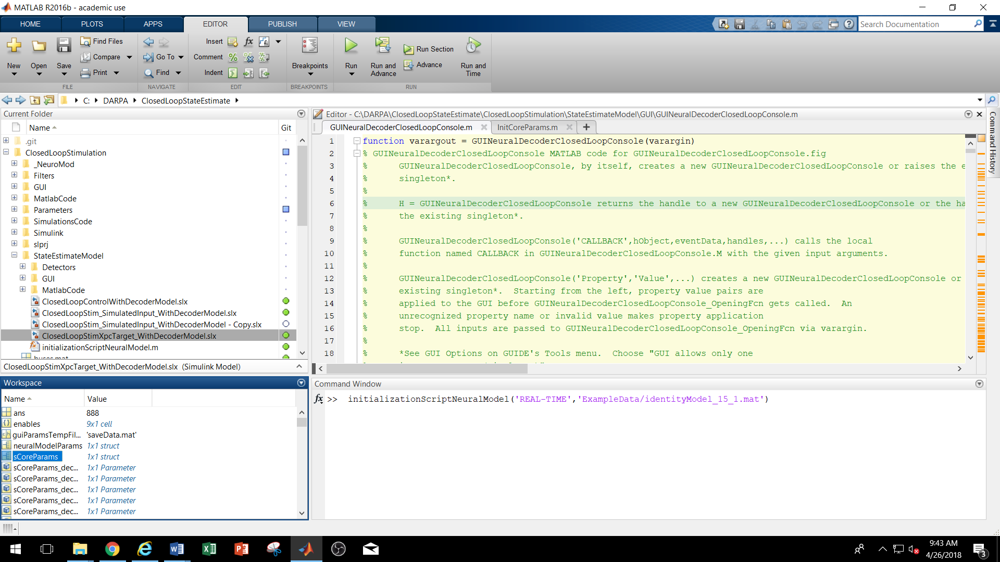 MATLAB R2016b - academic use
HOME PLOTS APPS EDITOR PUBLISH VIEW
Search Documentation
New Open Save Find Files Compare Print
Go To Find
Insert Comment Indent
Breakpoints
Run Run and Advance Run Section Advance Run and Time
FILE NAVIGATE EDIT BREAKPOINTS RUN
C: DARPA ClosedLoopStateEstimate
Current Folder
Name Git
.git
ClosedLoopStimulation
_NeuroMod
Filters
GUI
MatlabCode
Parameters
SimulationsCode
Simulink
slprj
StateEstimateModel
Detectors
GUI
MatlabCode
ClosedLoopControlWithDecoderModel.slx
ClosedLoopStim_SimulatedInput_WithDecoderModel.slx
ClosedLoopStim_SimulatedInput_WithDecoderModel - Copy.slx
ClosedLoopStimXpcTarget_WithDecoderModel.slx
initializationScriptNeuralModel.m
ClosedLoopStimXpcTarget_WithDecoderModel.slx (Simulink Model)
Workspace
Name Value
ans 888
enables 9x1 cell
guiParamsTempFil... 'saveData.mat'
neuralModelParams 1x1 struct
sCoreParams 1x1 struct
sCoreParams_dec... 1x1 Parameter
sCoreParams_dec... 1x1 Parameter
sCoreParams_dec... 1x1 Parameter
sCoreParams_dec... 1x1 Parameter
sCoreParams_dec... 1x1 Parameter
Editor - C:\DARPA\ClosedLoopStateEstimate\ClosedLoopStimulation\StateEstimateModel\GUI\GUINeuralDecoderClosedLoopConsole.m
GUINeuralDecoderClosedLoopConsole.m InitCoreParams.m
1 function varargout = GUINeuralDecoderClosedLoopConsole(varargin)
2 % GUINeuralDecoderClosedLoopConsole MATLAB code for GUINeuralDecoderClosedLoopConsole.fig
3 % GUINeuralDecoderClosedLoopConsole, by itself, creates a new GUINeuralDecoderClosedLoopConsole or raises the e
4 % singleton*.
5 %
6 % H = GUINeuralDecoderClosedLoopConsole returns the handle to a new GUINeuralDecoderClosedLoopConsole or the ha
7 % the existing singleton*.
8 %
9 % GUINeuralDecoderClosedLoopConsole('CALLBACK',hObject,eventData,handles,...) calls the local
10 % function named CALLBACK in GUINeuralDecoderClosedLoopConsole.M with the given input arguments.
11 %
12 % GUINeuralDecoderClosedLoopConsole('Property','Value',...) creates a new GUINeuralDecoderClosedLoopConsole or
13 % existing singleton*. Starting from the left, property value pairs are
14 % applied to the GUI before GUINeuralDecoderClosedLoopConsole_OpeningFcn gets called. An
15 % unrecognized property name or invalid value makes property application
16 % stop. All inputs are passed to GUINeuralDecoderClosedLoopConsole_OpeningFcn via varargin.
17 %
18 % *See GUI Options on GUIDE's Tools menu. Choose "GUI allows only one
Command History
Command Window
fx >> initializationScriptNeuralModel('REAL-TIME','ExampleData/identityModel_15_1.mat')
9:43 AM
4/26/2018
3